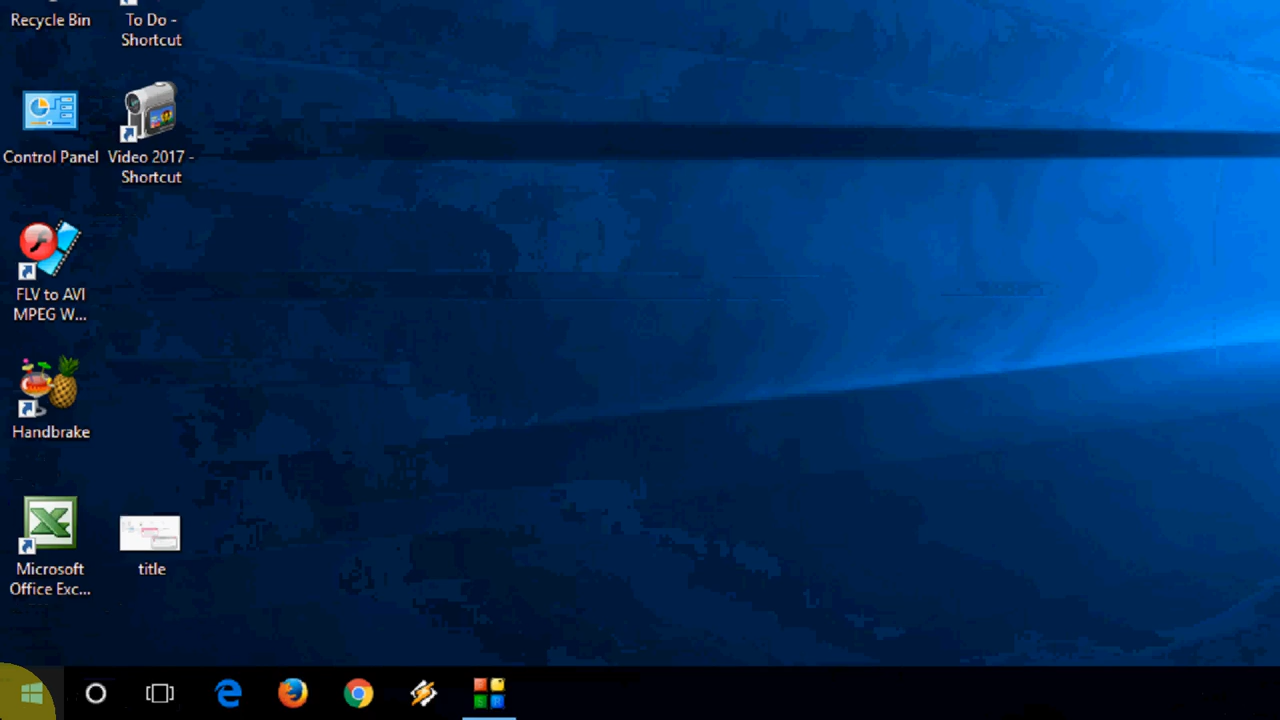 Recycle Bin
To Do -
Shortcut
Control Panel
Video 2017 -
Shortcut
FLV to AVI
MPEG W...
Handbrake
Microsoft
Office Exc...
title